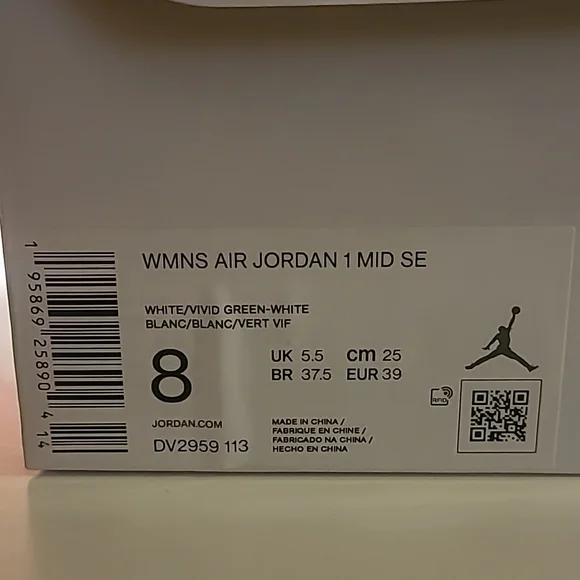 WMNS AIR JORDAN 1 MID SE
WHITE/VIVID GREEN-WHITE
BLANC/BLANC/VERT VIF
8
UK 5.5 cm 25
BR 37.5 EUR 39
JORDAN.COM
DV2959 113
MADE IN CHINA /
FABRIQUE EN CHINE /
FABRICADO NA CHINA /
HECHO EN CHINA
RFID
1 95869 25890 4 14